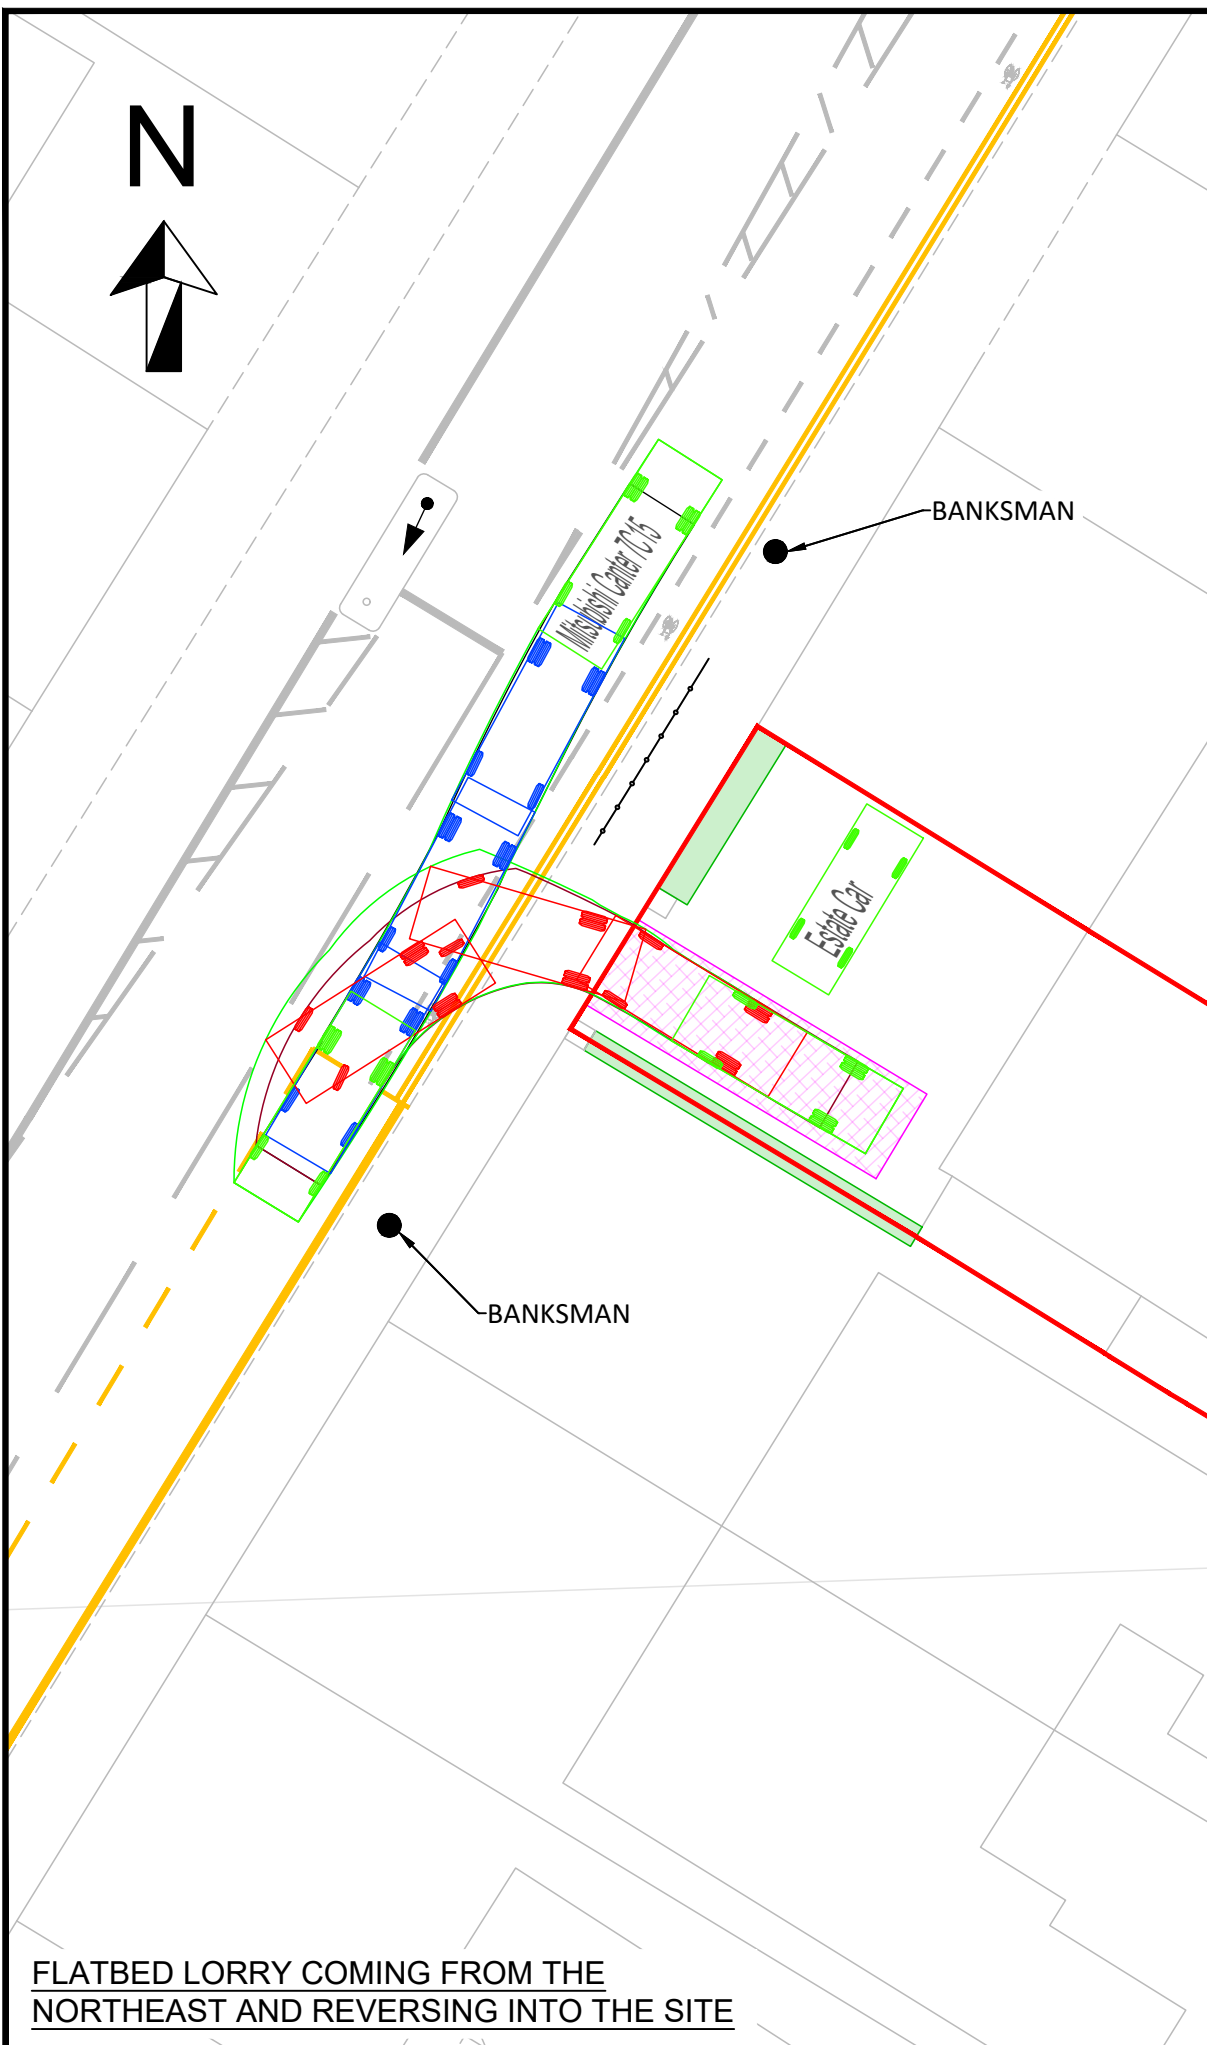 N
BANKSMAN
Mitsubishi Canter 7C15
Estate Car
BANKSMAN
FLATBED LORRY COMING FROM THE
NORTHEAST AND REVERSING INTO THE SITE